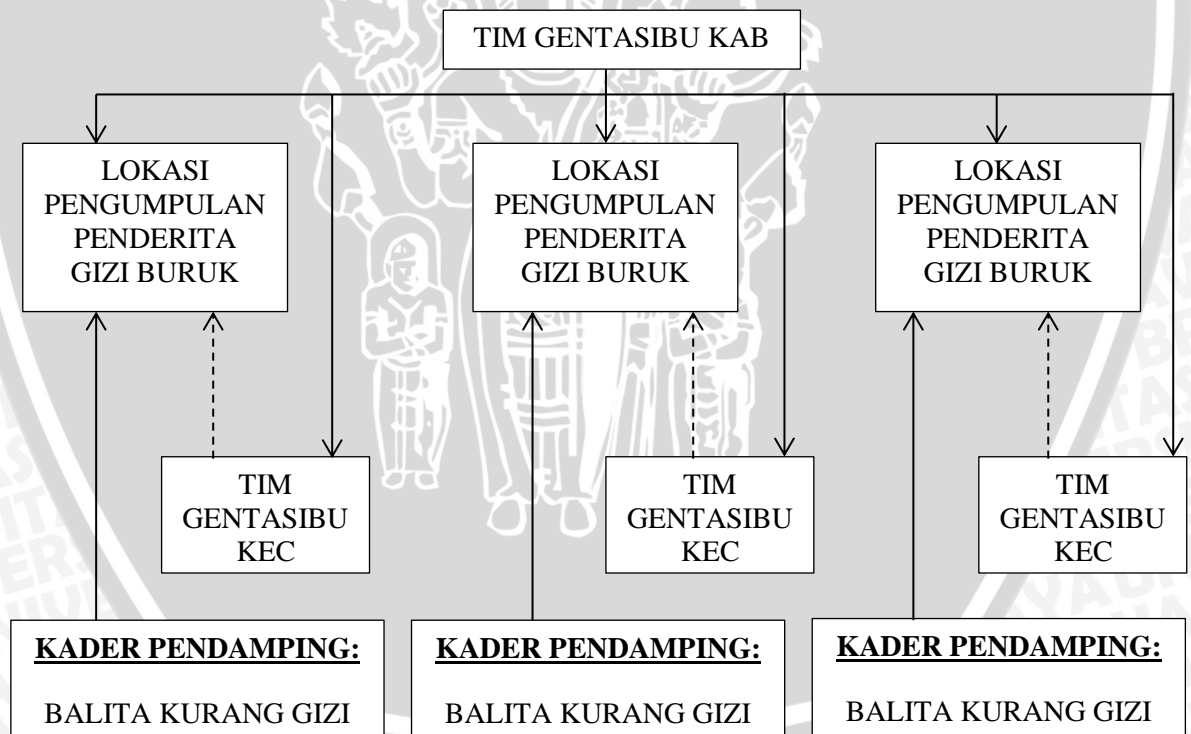 TIM GENTASIBU KAB
LOKASI
PENGUMPULAN
PENDERITA
GIZI BURUK
LOKASI
PENGUMPULAN
PENDERITA
GIZI BURUK
LOKASI
PENGUMPULAN
PENDERITA
GIZI BURUK
TIM
GENTASIBU
KEC
TIM
GENTASIBU
KEC
TIM
GENTASIBU
KEC
KADER PENDAMPING:
BALITA KURANG GIZI
KADER PENDAMPING:
BALITA KURANG GIZI
KADER PENDAMPING:
BALITA KURANG GIZI